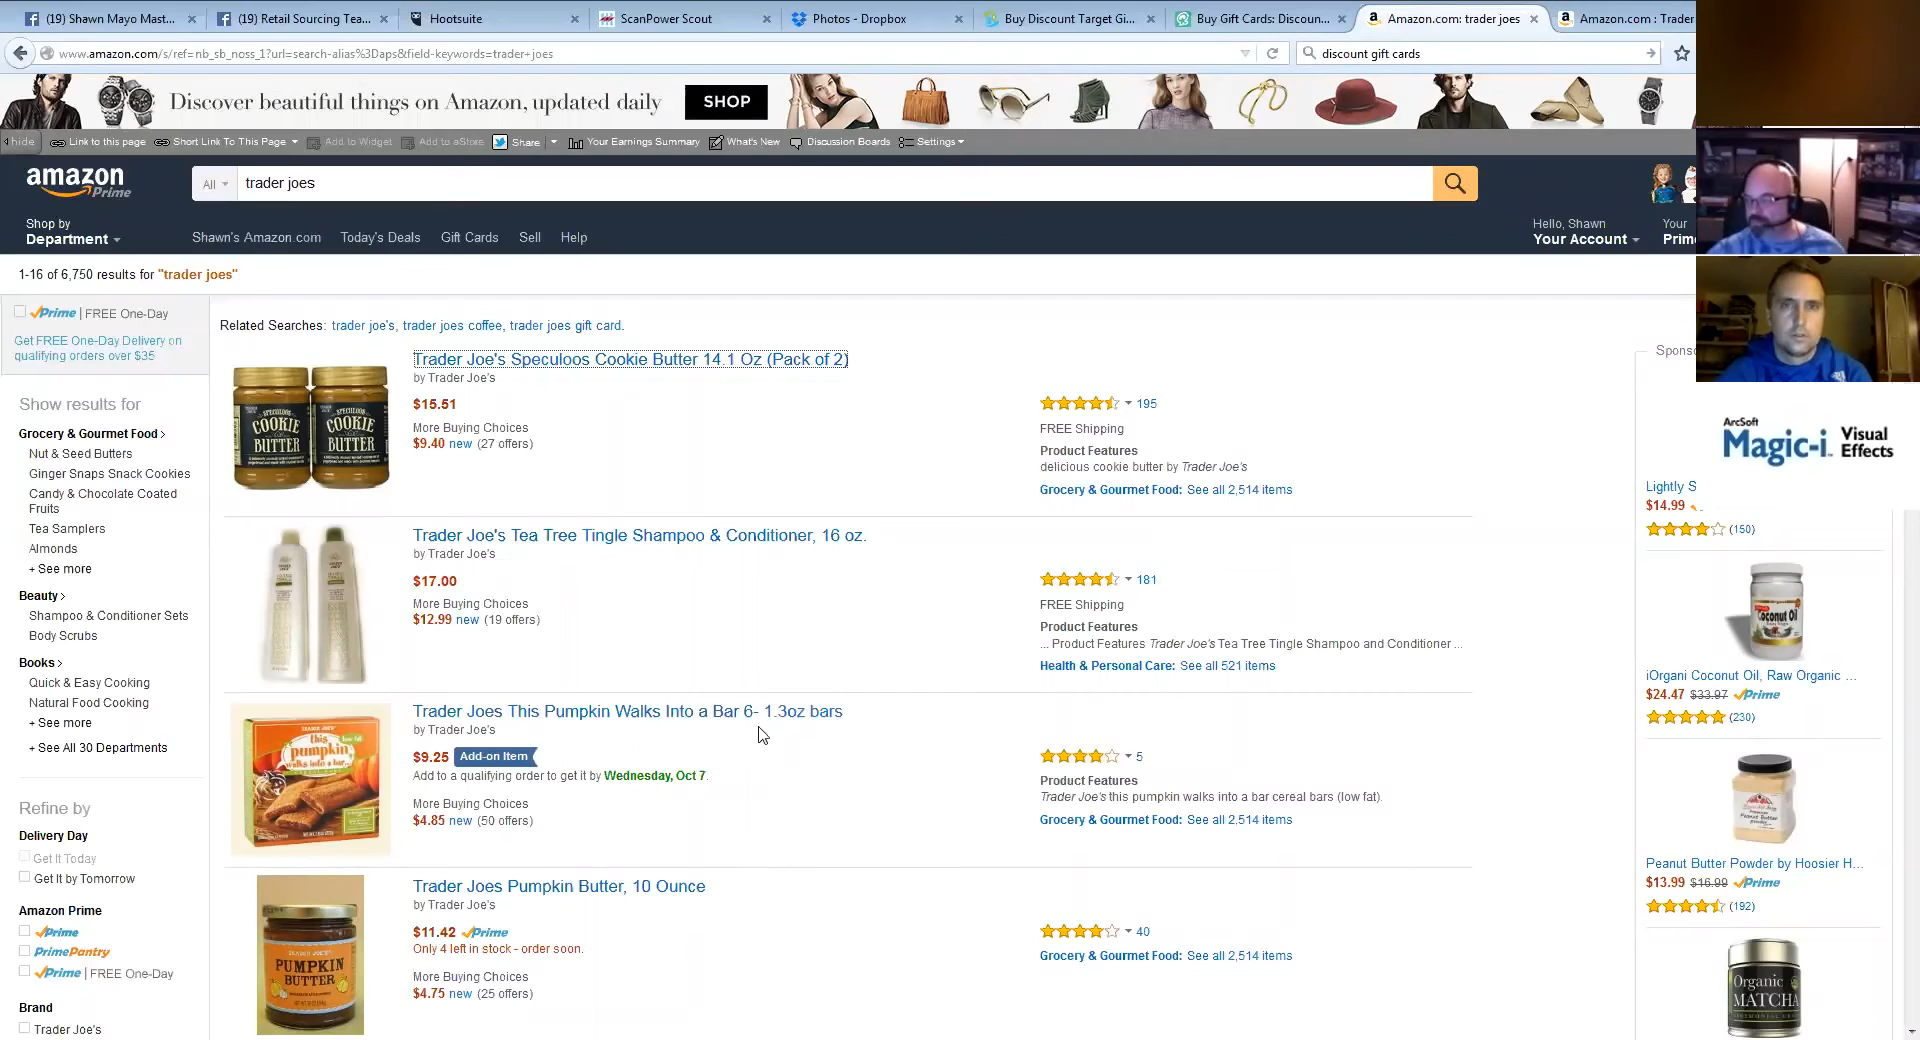 (19) Shawn Mayo Mast...
(19) Retail Sourcing Tea...
Hootsuite
ScanPower Scout
Photos - Dropbox
Buy Discount Target Gi...
Buy Gift Cards: Discoun...
Amazon.com: trader joes
Amazon.com : Trader
www.amazon.com/s/ref=nb_sb_noss_1?url=search-alias%3Daps&field-keywords=trader+joes
discount gift cards
Discover beautiful things on Amazon, updated daily
SHOP
hide
Link to this page
Short Link To This Page
Add to Widget
Add to aStore
Share
Your Earnings Summary
What's New
Discussion Boards
Settings
amazon
Prime
All
trader joes
Shop by
Department
Shawn's Amazon.com
Today's Deals
Gift Cards
Sell
Help
Hello, Shawn
Your Account
Your
Prim
1-16 of 6,750 results for "trader joes"
Prime | FREE One-Day
Get FREE One-Day Delivery on
qualifying orders over $35
Show results for
Grocery & Gourmet Food
Nut & Seed Butters
Ginger Snaps Snack Cookies
Candy & Chocolate Coated
Fruits
Tea Samplers
Almonds
+ See more
Beauty
Shampoo & Conditioner Sets
Body Scrubs
Books
Quick & Easy Cooking
Natural Food Cooking
+ See more
+ See All 30 Departments
Refine by
Delivery Day
Get It Today
Get It by Tomorrow
Amazon Prime
Prime
PrimePantry
Prime | FREE One-Day
Brand
Trader Joe's
Related Searches: trader joe's, trader joes coffee, trader joes gift card.
SPECULOOS
COOKIE
BUTTER
SPECULOOS
COOKIE
BUTTER
Trader Joe's Speculoos Cookie Butter 14.1 Oz (Pack of 2)
by Trader Joe's
$15.51
More Buying Choices
$9.40 new (27 offers)
195
FREE Shipping
Product Features
delicious cookie butter by Trader Joe's
Grocery & Gourmet Food: See all 2,514 items
Trader Joe's Tea Tree Tingle Shampoo & Conditioner, 16 oz.
by Trader Joe's
$17.00
More Buying Choices
$12.99 new (19 offers)
181
FREE Shipping
Product Features
... Product Features Trader Joe's Tea Tree Tingle Shampoo and Conditioner ...
Health & Personal Care: See all 521 items
this
pumpkin
walks into a bar...
Trader Joes This Pumpkin Walks Into a Bar 6- 1.3oz bars
by Trader Joe's
$9.25 Add-on Item
Add to a qualifying order to get it by Wednesday, Oct 7.
More Buying Choices
$4.85 new (50 offers)
5
Product Features
Trader Joe's this pumpkin walks into a bar cereal bars (low fat).
Grocery & Gourmet Food: See all 2,514 items
TRADER JOE'S
PUMPKIN
BUTTER
Trader Joes Pumpkin Butter, 10 Ounce
by Trader Joe's
$11.42 Prime
Only 4 left in stock - order soon.
More Buying Choices
$4.75 new (25 offers)
40
Grocery & Gourmet Food: See all 2,514 items
Sponso
ArcSoft
Magic-i Visual
Effects
Lightly S
$14.99
(150)
Coconut Oil
iOrgani Coconut Oil, Raw Organic ...
$24.47 $33.97 Prime
(230)
Peanut Butter
Peanut Butter Powder by Hoosier H...
$13.99 $16.99 Prime
(192)
Organic
MATCHA